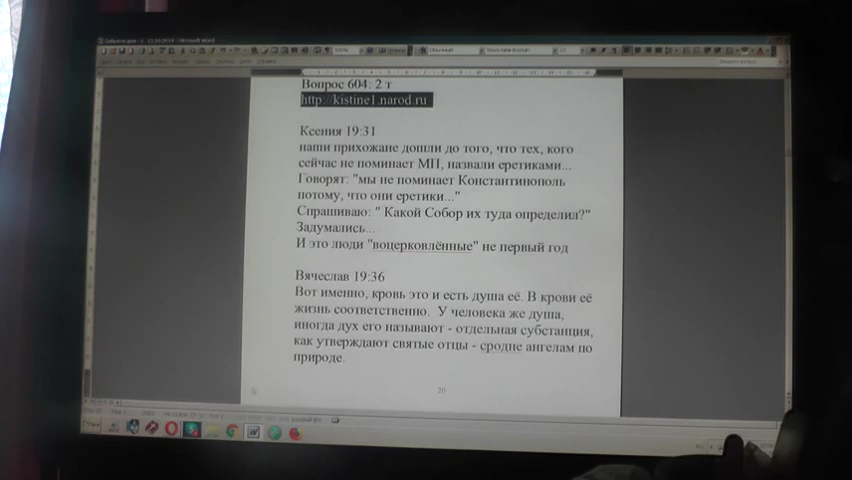 Вопрос 604: 2 т
http://kistine1.narod.ru
Ксения 19:31
наши прихожане дошли до того, что тех, кого
сейчас не поминает МП, назвали еретиками...
Говорят: "мы не поминает Константинополь
потому, что они еретики..."
Спрашиваю: " Какой Собор их туда определил?"
Задумались...
И это люди "воцерковлённые" не первый год
Вячеслав 19:36
Вот именно, кровь это и есть душа её. В крови её
жизнь соответственно.  У человека же душа,
иногда дух его называют - отдельная субстанция,
как утверждают святые отцы - сродне ангелам по
природе.
20